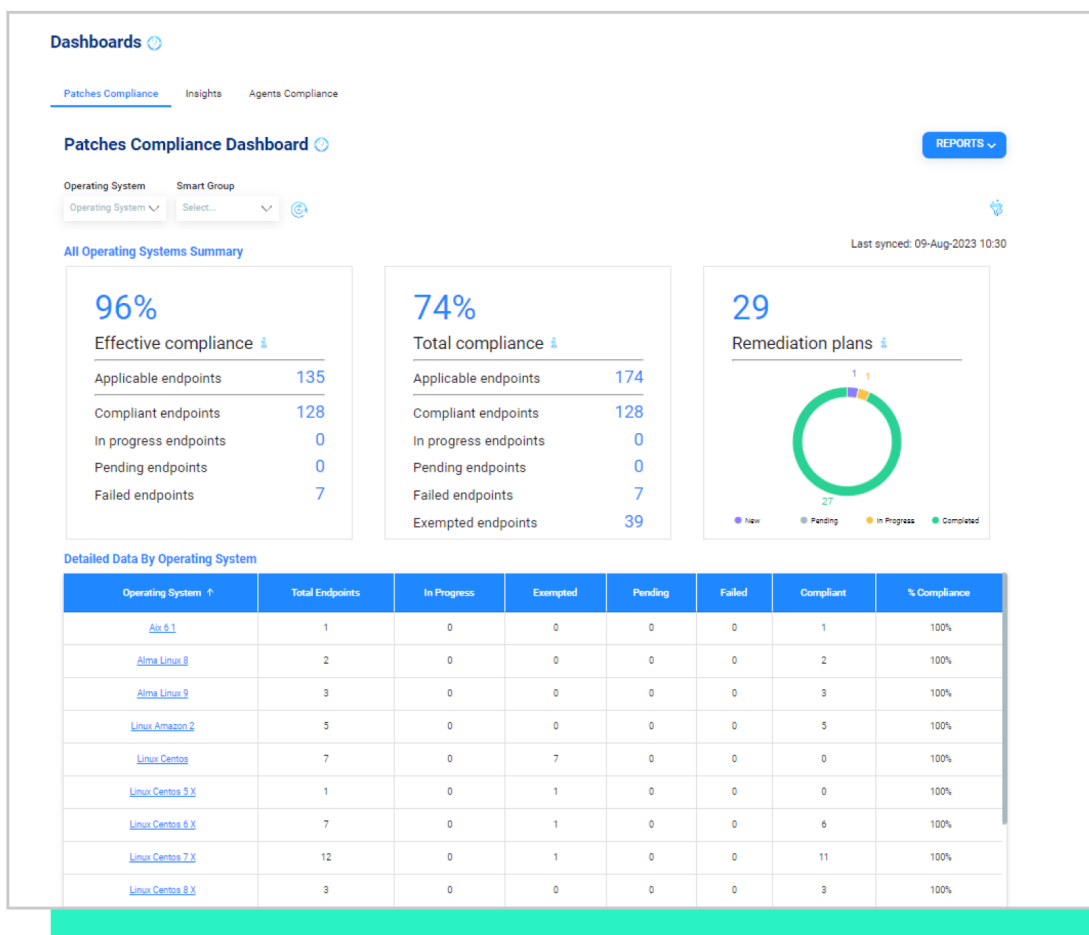 Dashboards
Patches Compliance Insights Agents Compliance
Patches Compliance Dashboard
REPORTS
Operating System Smart Group
Operating System Select...
Last synced: 09-Aug-2023 10:30
All Operating Systems Summary
96% 74% 29
Effective compliance Total compliance Remediation plans
Applicable endpoints 135 Applicable endpoints 174 1 1
Compliant endpoints 128 Compliant endpoints 128
In progress endpoints 0 In progress endpoints 0
Pending endpoints 0 Pending endpoints 0
Failed endpoints 7 Failed endpoints 7 27
Exempted endpoints 39 New Pending In Progress Completed
Detailed Data By Operating System
Operating System ↑ Total Endpoints In Progress Exempted Pending Failed Compliant % Compliance
Aix 6 1 1 0 0 0 0 1 100%
Alma Linux 8 2 0 0 0 0 2 100%
Alma Linux 9 3 0 0 0 0 3 100%
Linux Amazon 2 5 0 0 0 0 5 100%
Linux Centos 7 0 7 0 0 0 100%
Linux Centos 5 X 1 0 1 0 0 0 100%
Linux Centos 6 X 7 0 1 0 0 6 100%
Linux Centos 7 X 12 0 1 0 0 11 100%
Linux Centos 8 X 3 0 0 0 0 3 100%